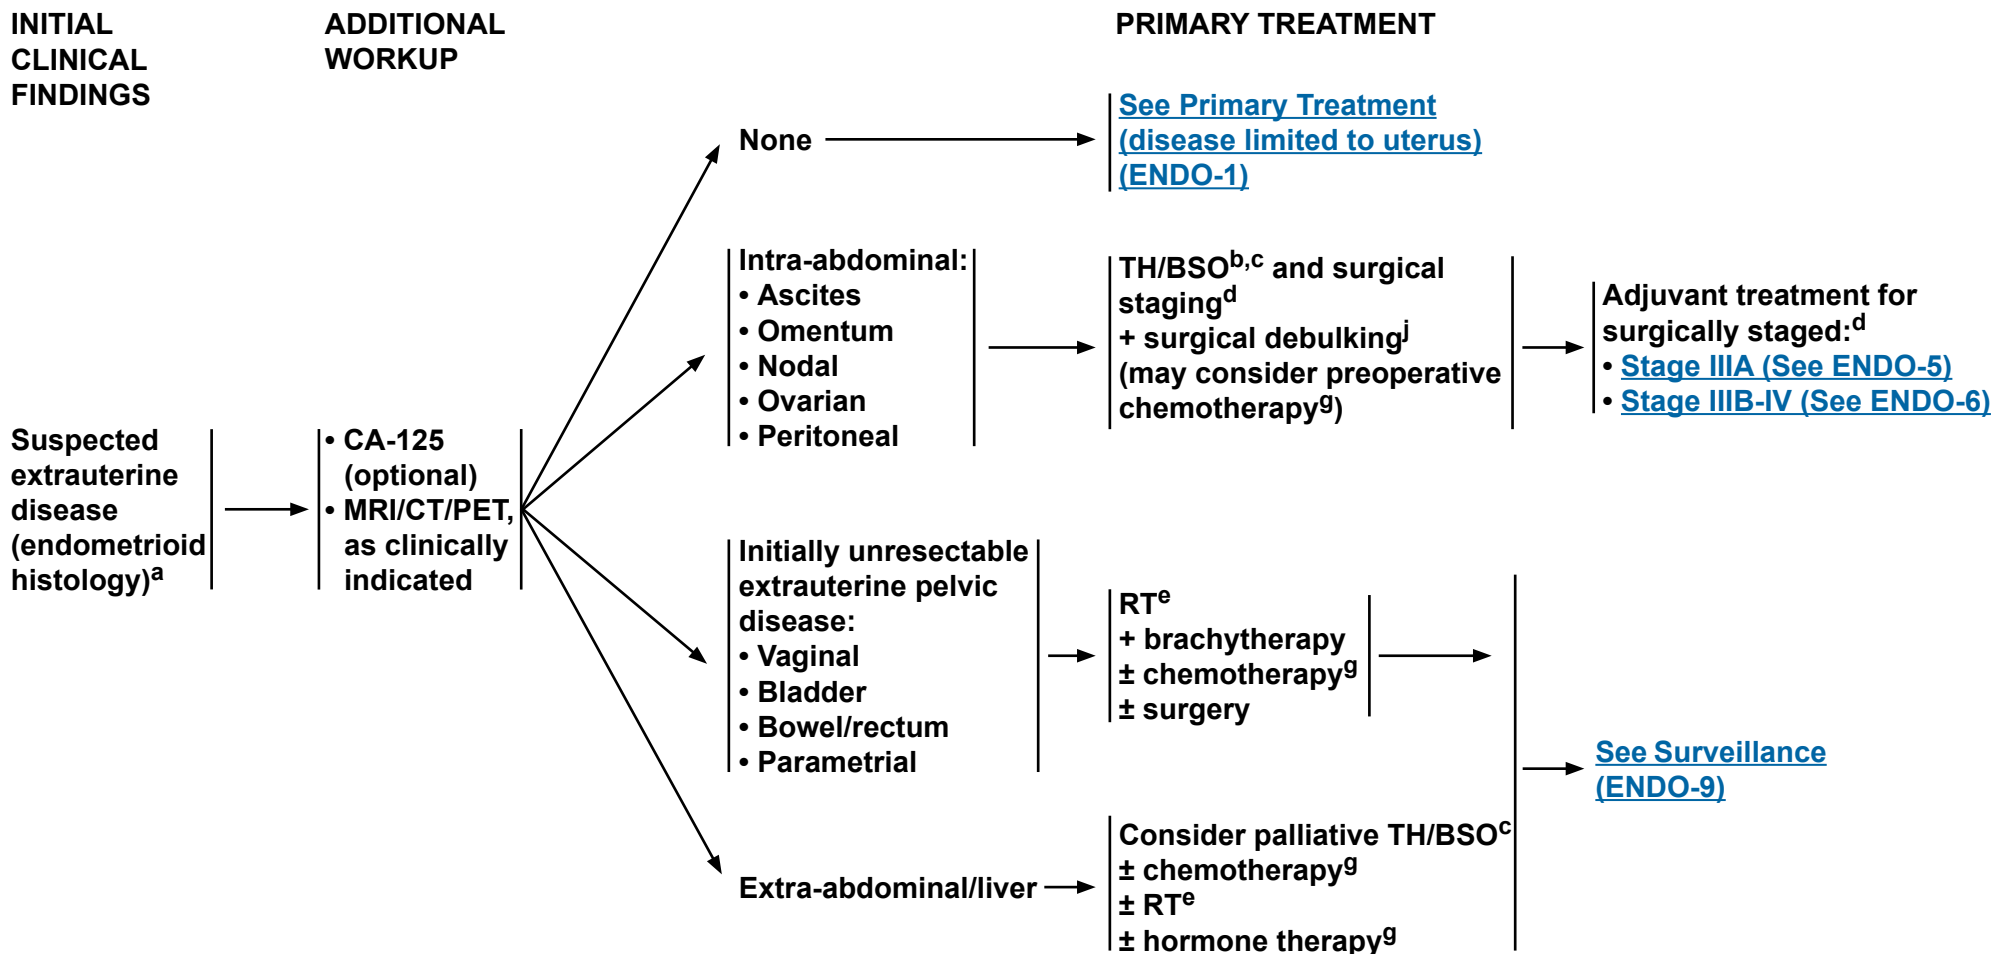 INITIAL
CLINICAL
FINDINGS
ADDITIONAL
WORKUP
PRIMARY TREATMENT
Suspected
extrauterine
disease
(endometrioid
histology)a
• CA-125
(optional)
• MRI/CT/PET,
as clinically
indicated
None
See Primary Treatment
(disease limited to uterus)
(ENDO-1)
Intra-abdominal:
• Ascites
• Omentum
• Nodal
• Ovarian
• Peritoneal
TH/BSOb,c and surgical
stagingd
+ surgical debulkingj
(may consider preoperative
chemotherapyg)
Adjuvant treatment for
surgically staged:d
• Stage IIIA (See ENDO-5)
• Stage IIIB-IV (See ENDO-6)
Initially unresectable
extrauterine pelvic
disease:
• Vaginal
• Bladder
• Bowel/rectum
• Parametrial
RTe
+ brachytherapy
± chemotherapyg
± surgery
Extra-abdominal/liver
Consider palliative TH/BSOc
± chemotherapyg
± RTe
± hormone therapyg
See Surveillance
(ENDO-9)